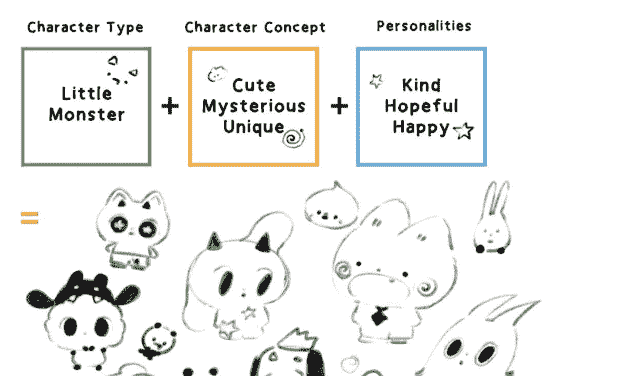 Character Type
Character Concept
Personalities
Little
Monster
+
Cute
Mysterious
Unique
+
Kind
Hopeful
Happy
=